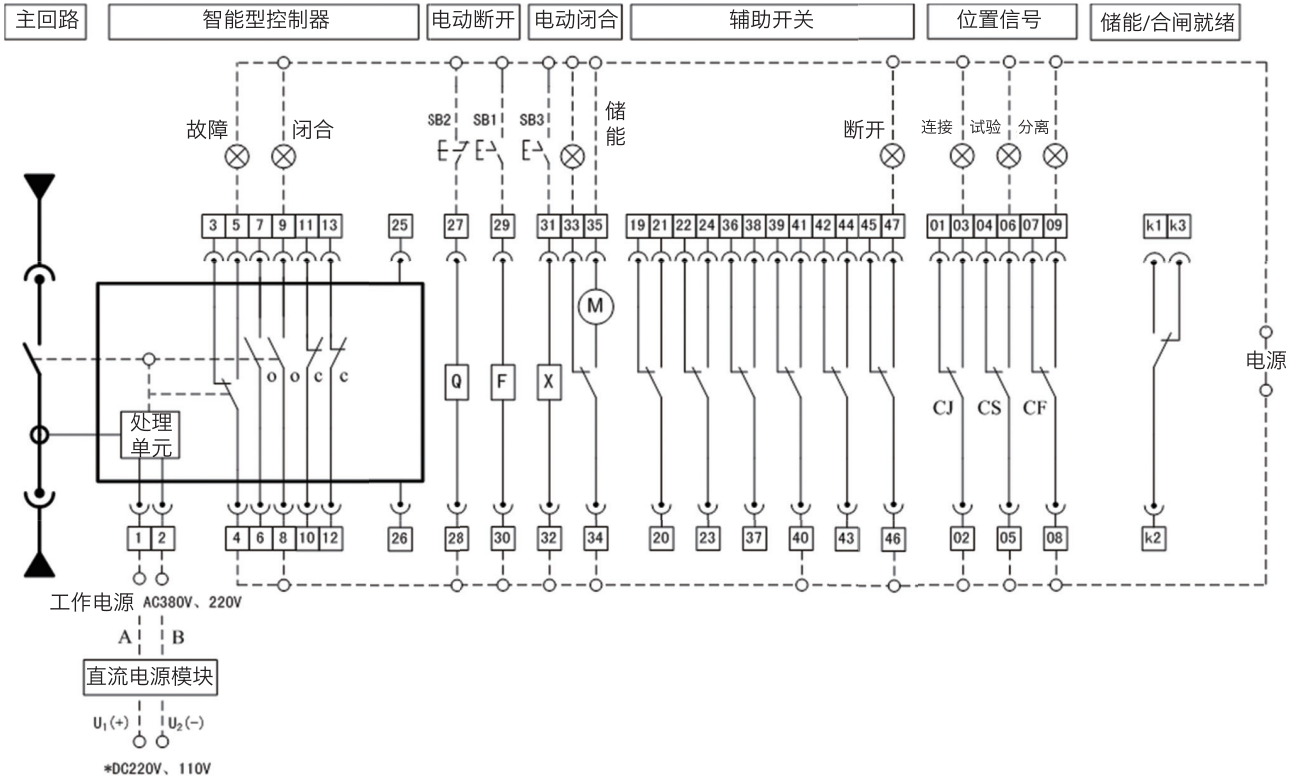 主回路 智能型控制器 电动断开 电动闭合 辅助开关 位置信号 储能/合闸就绪
故障 闭合 SB2 SB1 SB3 储能 断开 连接 试验 分离
3 5 7 9 11 13 25 27 29 31 33 35 19 21 22 24 36 38 39 41 42 44 45 47 01 03 04 06 07 09 k1 k3
M
电源
o o c c Q F X
CJ CS CF
处理
单元
1 2 4 6 8 10 12 26 28 30 32 34 20 23 37 40 43 46 02 05 08 k2
工作电源 AC380V、220V
A B
直流电源模块
U₁(+) U₂(-)
*DC220V、110V